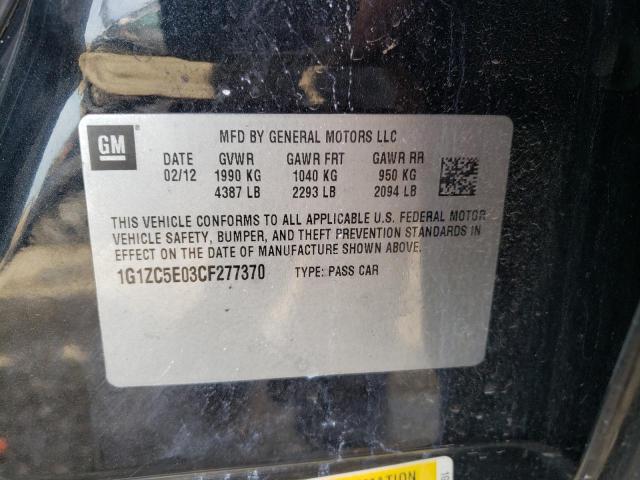 GM
MFD BY GENERAL MOTORS LLC
DATE GVWR GAWR FRT GAWR RR
02/12 1990 KG 1040 KG 950 KG
4387 LB 2293 LB 2094 LB
THIS VEHICLE CONFORMS TO ALL APPLICABLE U.S. FEDERAL MOTOR
VEHICLE SAFETY, BUMPER, AND THEFT PREVENTION STANDARDS IN
EFFECT ON THE DATE OF MANUFACTURE SHOWN ABOVE.
1G1ZC5E03CF277370 TYPE: PASS CAR